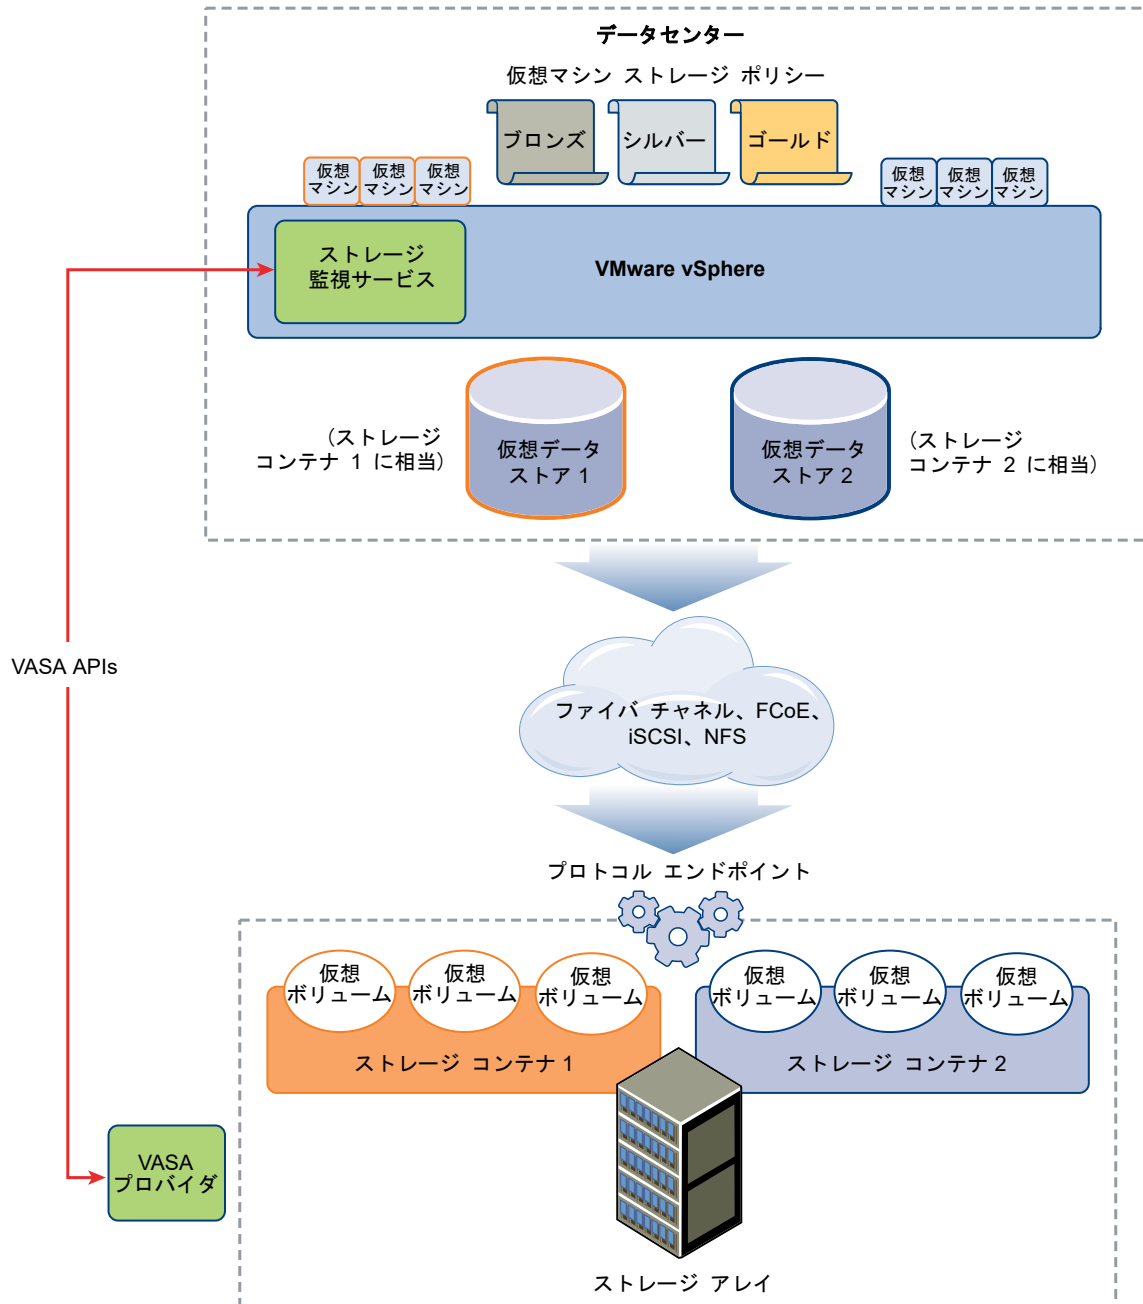 データセンター
仮想マシン ストレージ ポリシー
ブロンズ
シルバー
ゴールド
仮想
マシン
仮想
マシン
仮想
マシン
仮想
マシン
仮想
マシン
仮想
マシン
ストレージ
監視サービス
VMware vSphere
(ストレージ
コンテナ 1 に相当)
仮想データ
ストア 1
仮想データ
ストア 2
(ストレージ
コンテナ 2 に相当)
VASA APIs
ファイバ チャネル、FCoE、
iSCSI、NFS
プロトコル エンドポイント
仮想
ボリューム
仮想
ボリューム
仮想
ボリューム
仮想
ボリューム
仮想
ボリューム
仮想
ボリューム
ストレージ コンテナ 1
ストレージ コンテナ 2
VASA
プロバイダ
ストレージ アレイ